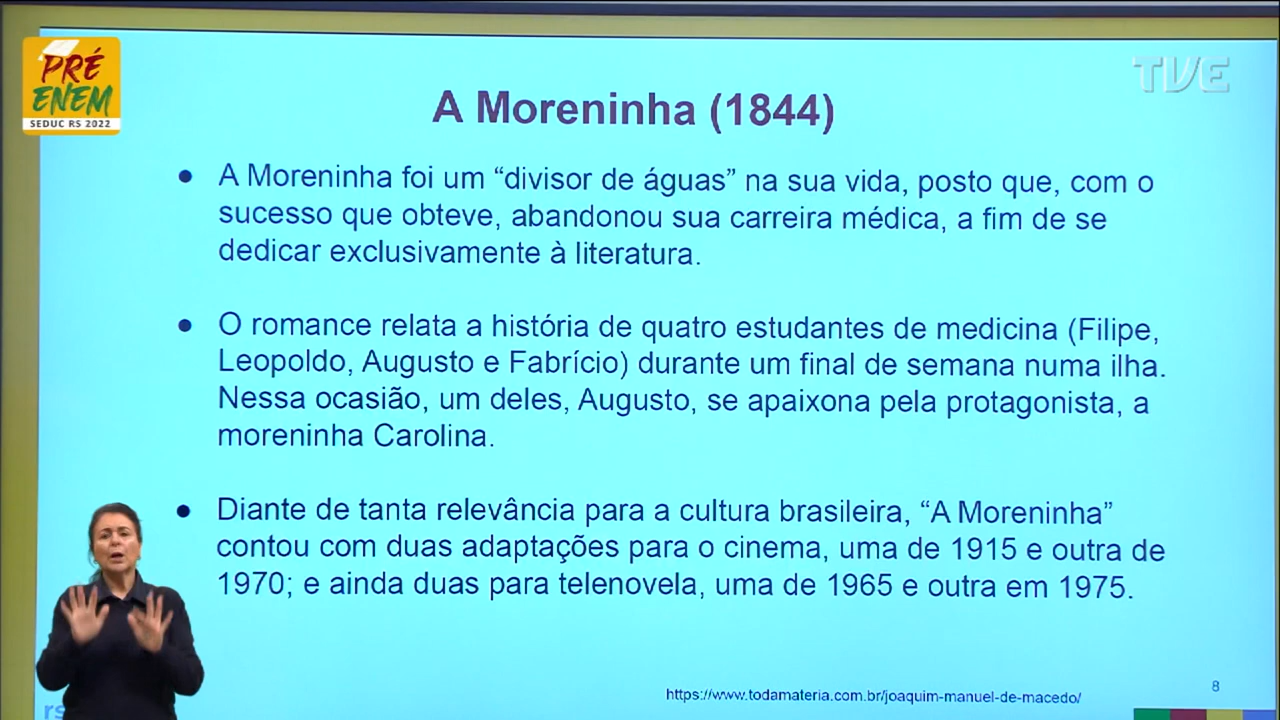 PRÉ
ENEM
SEDUC RS 2022
TVE
A Moreninha (1844)
● A Moreninha foi um “divisor de águas” na sua vida, posto que, com o
sucesso que obteve, abandonou sua carreira médica, a fim de se
dedicar exclusivamente à literatura.
● O romance relata a história de quatro estudantes de medicina (Filipe,
Leopoldo, Augusto e Fabrício) durante um final de semana numa ilha.
Nessa ocasião, um deles, Augusto, se apaixona pela protagonista, a
moreninha Carolina.
● Diante de tanta relevância para a cultura brasileira, “A Moreninha”
contou com duas adaptações para o cinema, uma de 1915 e outra de
1970; e ainda duas para telenovela, uma de 1965 e outra em 1975.
https://www.todamateria.com.br/joaquim-manuel-de-macedo/
8